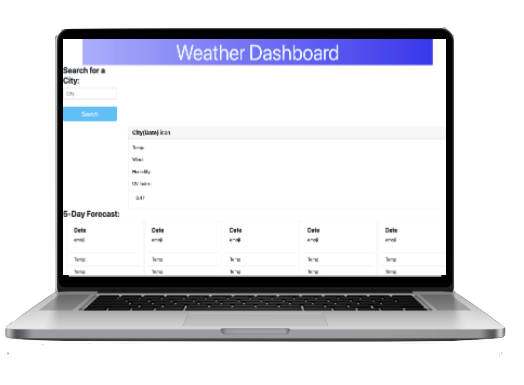 Weather Dashboard
Search for a
City:
City
Search
City(Date) icon
Temp
Wind
Humidity
UV Index
0.47
5-Day Forecast:
Date Date Date Date Date
emoji emoji emoji emoji emoji
Temp Temp Temp Temp Temp
Temp Temp Temp Temp Temp